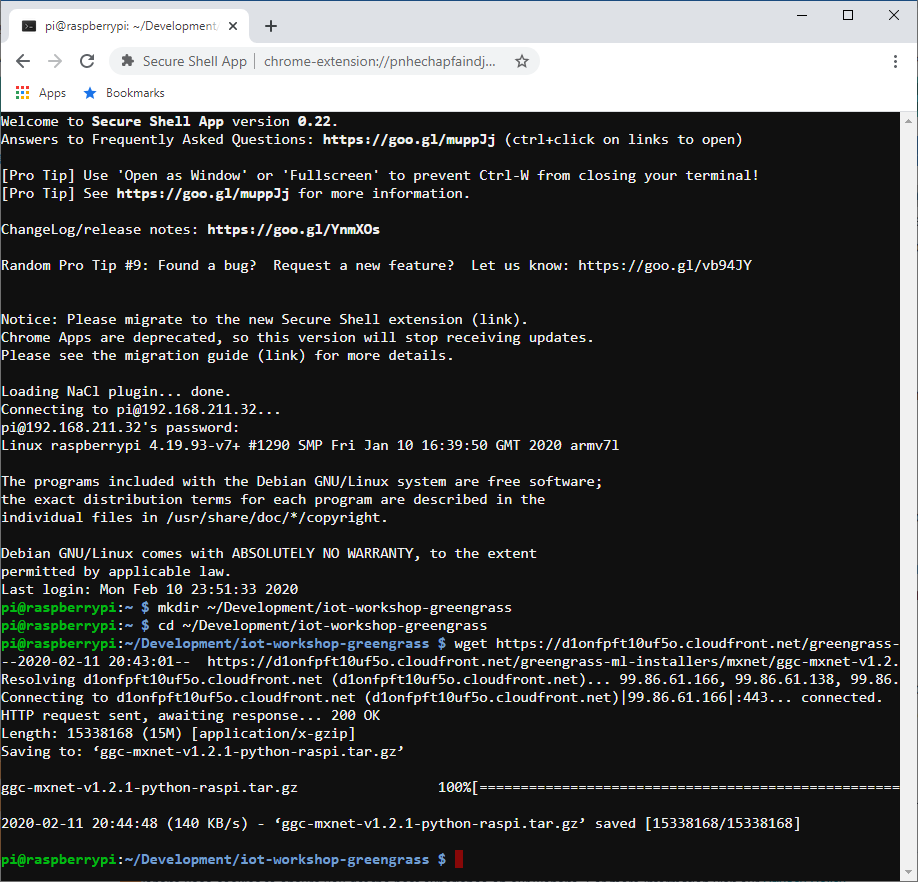 pi@raspberrypi: ~/Development/
Secure Shell App | chrome-extension://pnhechapfaindj...
Apps Bookmarks
Welcome to Secure Shell App version 0.22.
Answers to Frequently Asked Questions: https://goo.gl/muppJj (ctrl+click on links to open)
[Pro Tip] Use 'Open as Window' or 'Fullscreen' to prevent Ctrl-W from closing your terminal!
[Pro Tip] See https://goo.gl/muppJj for more information.
ChangeLog/release notes: https://goo.gl/YnmXOs
Random Pro Tip #9: Found a bug?  Request a new feature?  Let us know: https://goo.gl/vb94JY
Notice: Please migrate to the new Secure Shell extension (link).
Chrome Apps are deprecated, so this version will stop receiving updates.
Please see the migration guide (link) for more details.
Loading NaCl plugin... done.
Connecting to pi@192.168.211.32...
pi@192.168.211.32's password:
Linux raspberrypi 4.19.93-v7+ #1290 SMP Fri Jan 10 16:39:50 GMT 2020 armv7l
The programs included with the Debian GNU/Linux system are free software;
the exact distribution terms for each program are described in the
individual files in /usr/share/doc/*/copyright.
Debian GNU/Linux comes with ABSOLUTELY NO WARRANTY, to the extent
permitted by applicable law.
Last login: Mon Feb 10 23:51:33 2020
pi@raspberrypi:~ $ mkdir ~/Development/iot-workshop-greengrass
pi@raspberrypi:~ $ cd ~/Development/iot-workshop-greengrass
pi@raspberrypi:~/Development/iot-workshop-greengrass $ wget https://d1onfpft10uf5o.cloudfront.net/greengrass-
--2020-02-11 20:43:01--  https://d1onfpft10uf5o.cloudfront.net/greengrass-ml-installers/mxnet/ggc-mxnet-v1.2.
Resolving d1onfpft10uf5o.cloudfront.net (d1onfpft10uf5o.cloudfront.net)... 99.86.61.166, 99.86.61.138, 99.86.
Connecting to d1onfpft10uf5o.cloudfront.net (d1onfpft10uf5o.cloudfront.net)|99.86.61.166|:443... connected.
HTTP request sent, awaiting response... 200 OK
Length: 15338168 (15M) [application/x-gzip]
Saving to: ‘ggc-mxnet-v1.2.1-python-raspi.tar.gz’
ggc-mxnet-v1.2.1-python-raspi.tar.gz 100%[===================================================
2020-02-11 20:44:48 (140 KB/s) - ‘ggc-mxnet-v1.2.1-python-raspi.tar.gz’ saved [15338168/15338168]
pi@raspberrypi:~/Development/iot-workshop-greengrass $